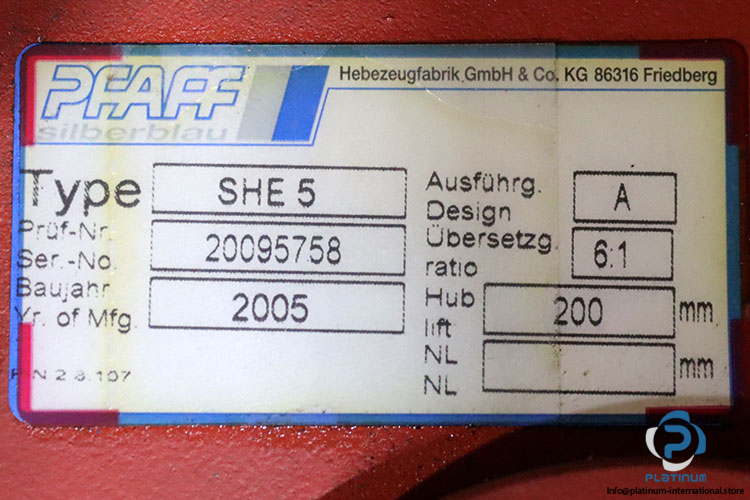 PFAFF
silberblau
Hebezeugfabrik GmbH & Co. KG 86316 Friedberg
Type SHE 5
Prüf-Nr.
Ser.-No. 20095758
Baujahr
Yr. of Mfg. 2005
Ausführg.
Design A
Übersetzg.
ratio 6:1
Hub
lift 200 mm
NL
NL mm
PLATINUM
Info@platinum-international.store